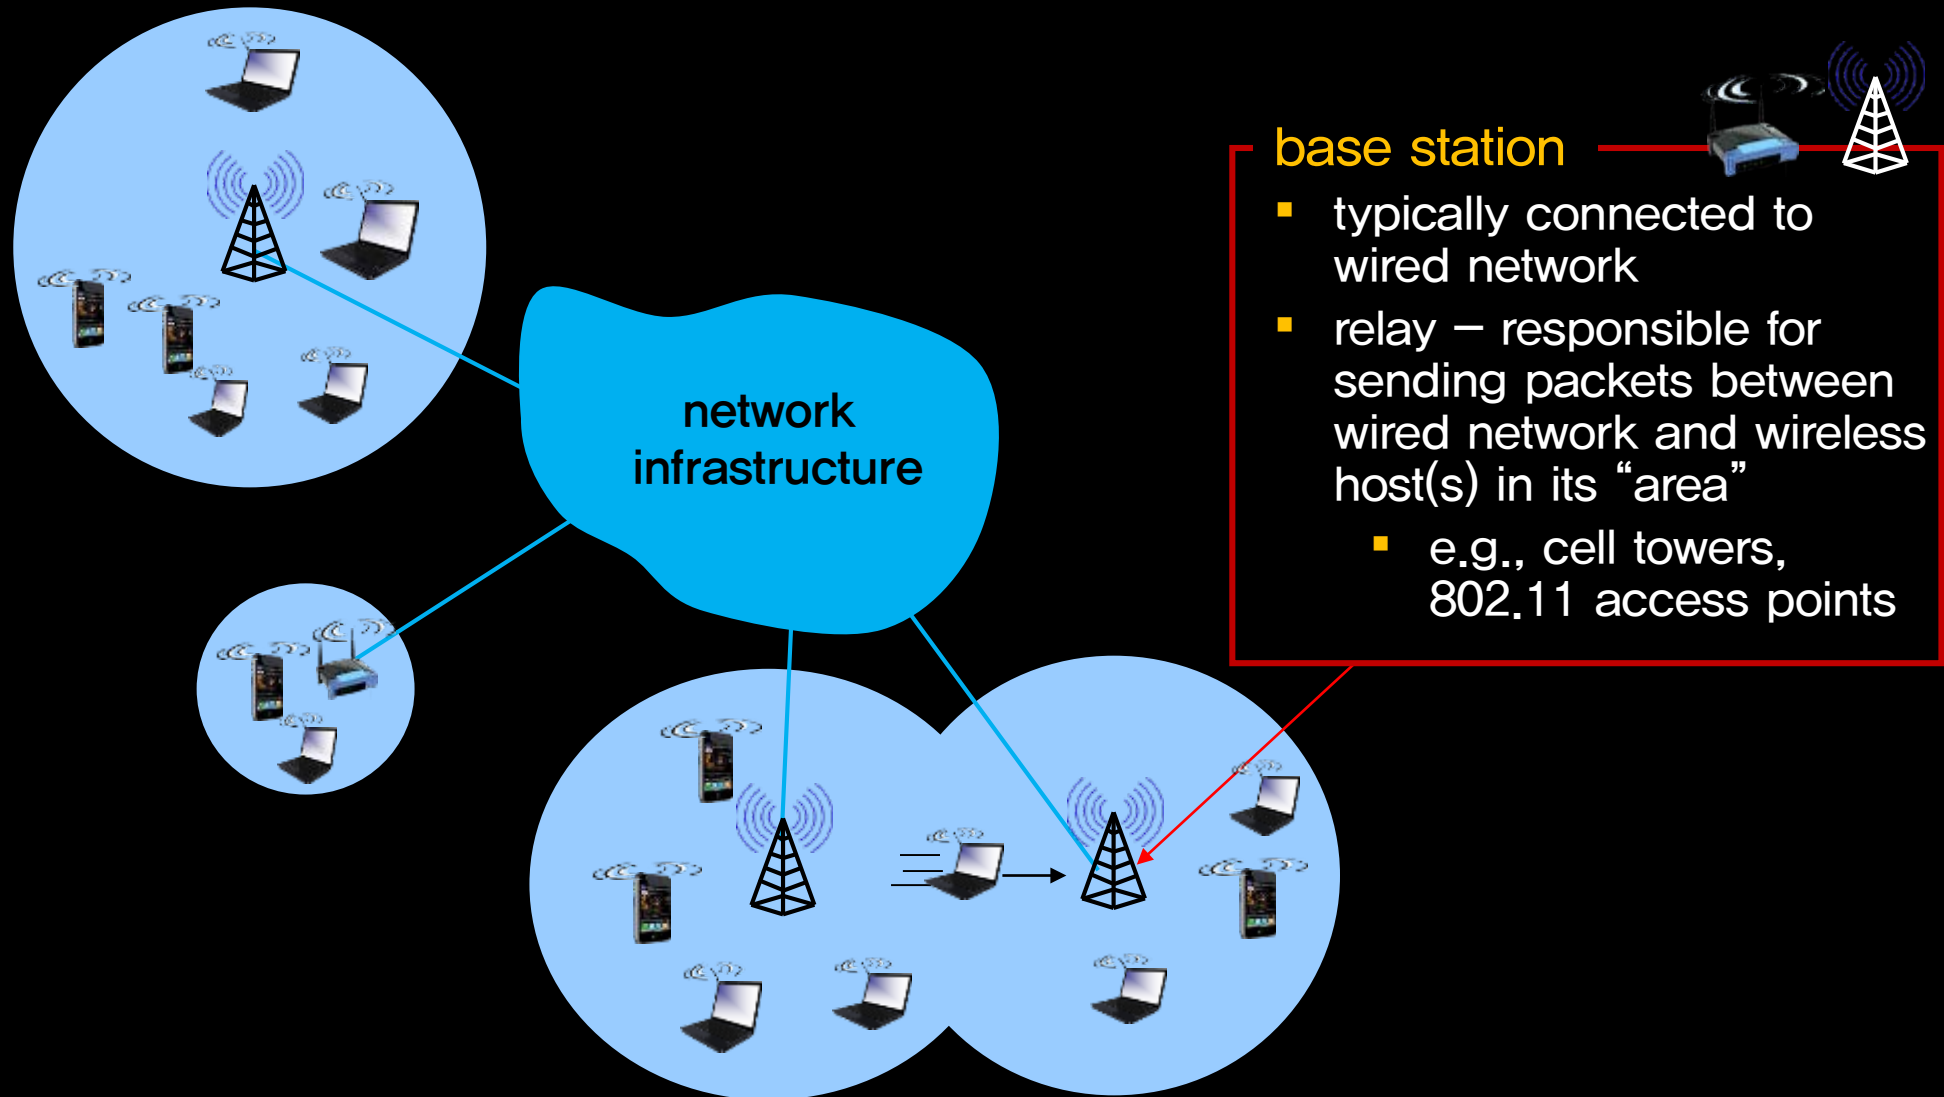 base station
▪ typically connected to
wired network
▪ relay – responsible for
sending packets between
wired network and wireless
host(s) in its “area”
▪ e.g., cell towers,
802.11 access points
network
infrastructure